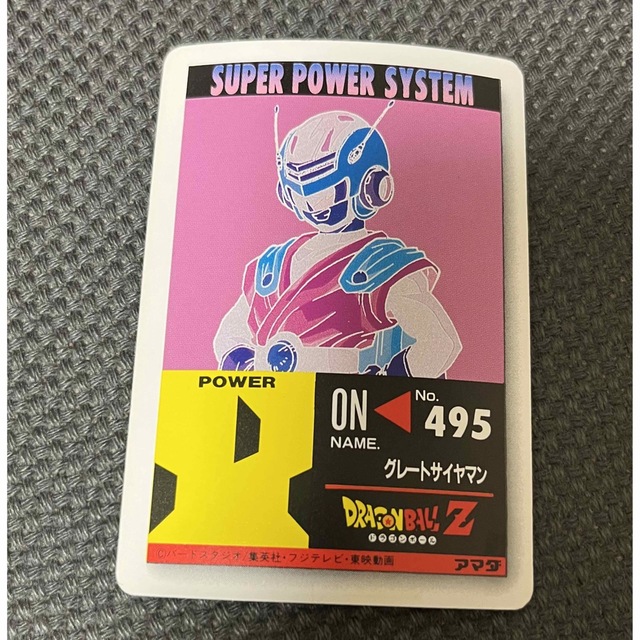 SUPER POWER SYSTEM
POWER
ON
No.
495
NAME.
グレートサイヤマン
DRAGONBALL Z
ドラゴンボール
©バードスタジオ/集英社・フジテレビ・東映動画
アマダ